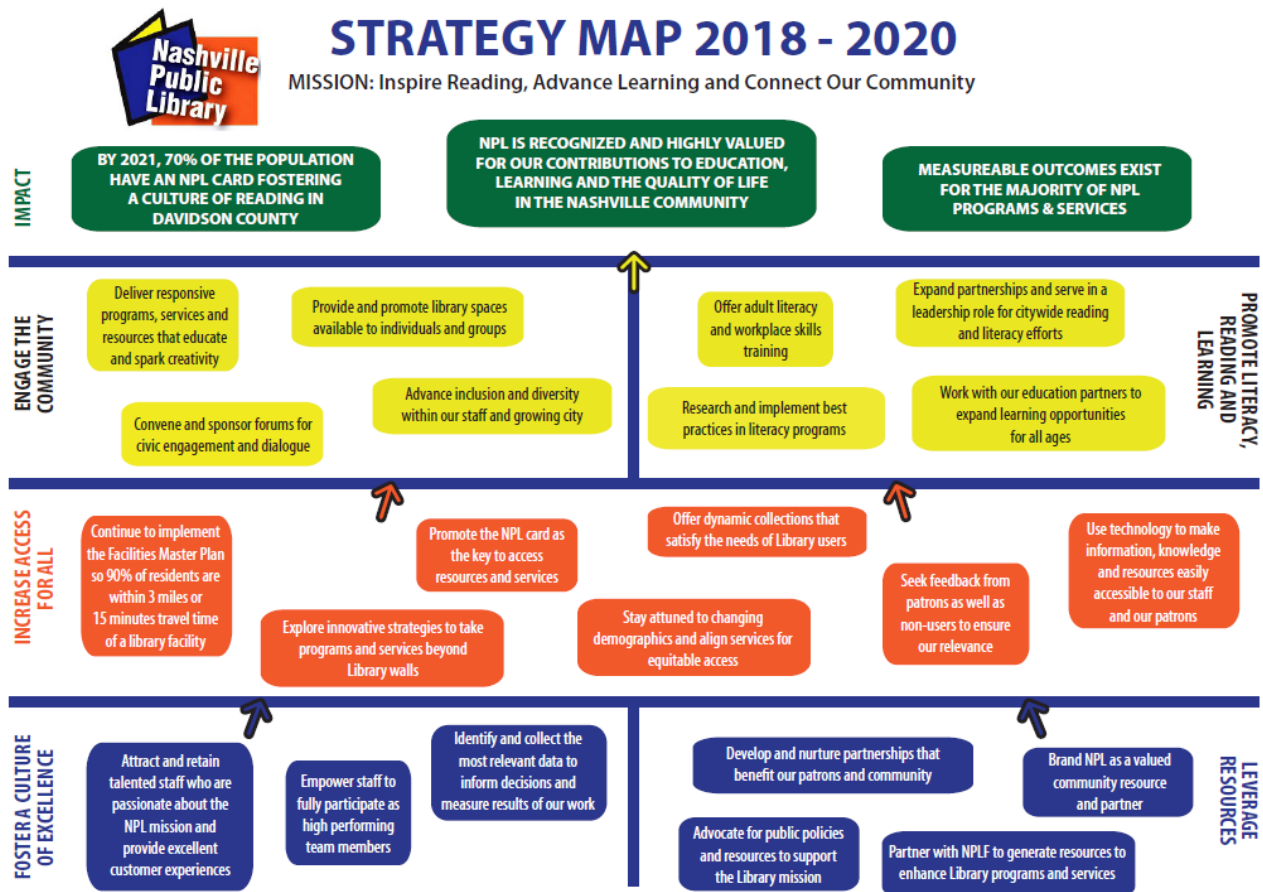 Nashville
Public
Library
STRATEGY MAP 2018 - 2020
MISSION: Inspire Reading, Advance Learning and Connect Our Community
IMPACT
BY 2021, 70% OF THE POPULATION
HAVE AN NPL CARD FOSTERING
A CULTURE OF READING IN
DAVIDSON COUNTY
NPL IS RECOGNIZED AND HIGHLY VALUED
FOR OUR CONTRIBUTIONS TO EDUCATION,
LEARNING AND THE QUALITY OF LIFE
IN THE NASHVILLE COMMUNITY
MEASUREABLE OUTCOMES EXIST
FOR THE MAJORITY OF NPL
PROGRAMS & SERVICES
ENGAGE THE
COMMUNITY
Deliver responsive
programs, services and
resources that educate
and spark creativity
Provide and promote library spaces
available to individuals and groups
Convene and sponsor forums for
civic engagement and dialogue
Advance inclusion and diversity
within our staff and growing city
Offer adult literacy
and workplace skills
training
Expand partnerships and serve in a
leadership role for citywide reading
and literacy efforts
Research and implement best
practices in literacy programs
Work with our education partners to
expand learning opportunities
for all ages
PROMOTE LITERACY,
READING AND
LEARNING
INCREASE ACCESS
FOR ALL
Continue to implement
the Facilities Master Plan
so 90% of residents are
within 3 miles or
15 minutes travel time
of a library facility
Explore innovative strategies to take
programs and services beyond
Library walls
Promote the NPL card as
the key to access
resources and services
Offer dynamic collections that
satisfy the needs of Library users
Stay attuned to changing
demographics and align services for
equitable access
Seek feedback from
patrons as well as
non-users to ensure
our relevance
Use technology to make
information, knowledge
and resources easily
accessible to our staff
and our patrons
FOSTER A CULTURE
OF EXCELLENCE
Attract and retain
talented staff who are
passionate about the
NPL mission and
provide excellent
customer experiences
Empower staff to
fully participate as
high performing
team members
Identify and collect the
most relevant data to
inform decisions and
measure results of our work
Develop and nurture partnerships that
benefit our patrons and community
Brand NPL as a valued
community resource
and partner
Advocate for public policies
and resources to support
the Library mission
Partner with NPLF to generate resources to
enhance Library programs and services
LEVERAGE
RESOURCES